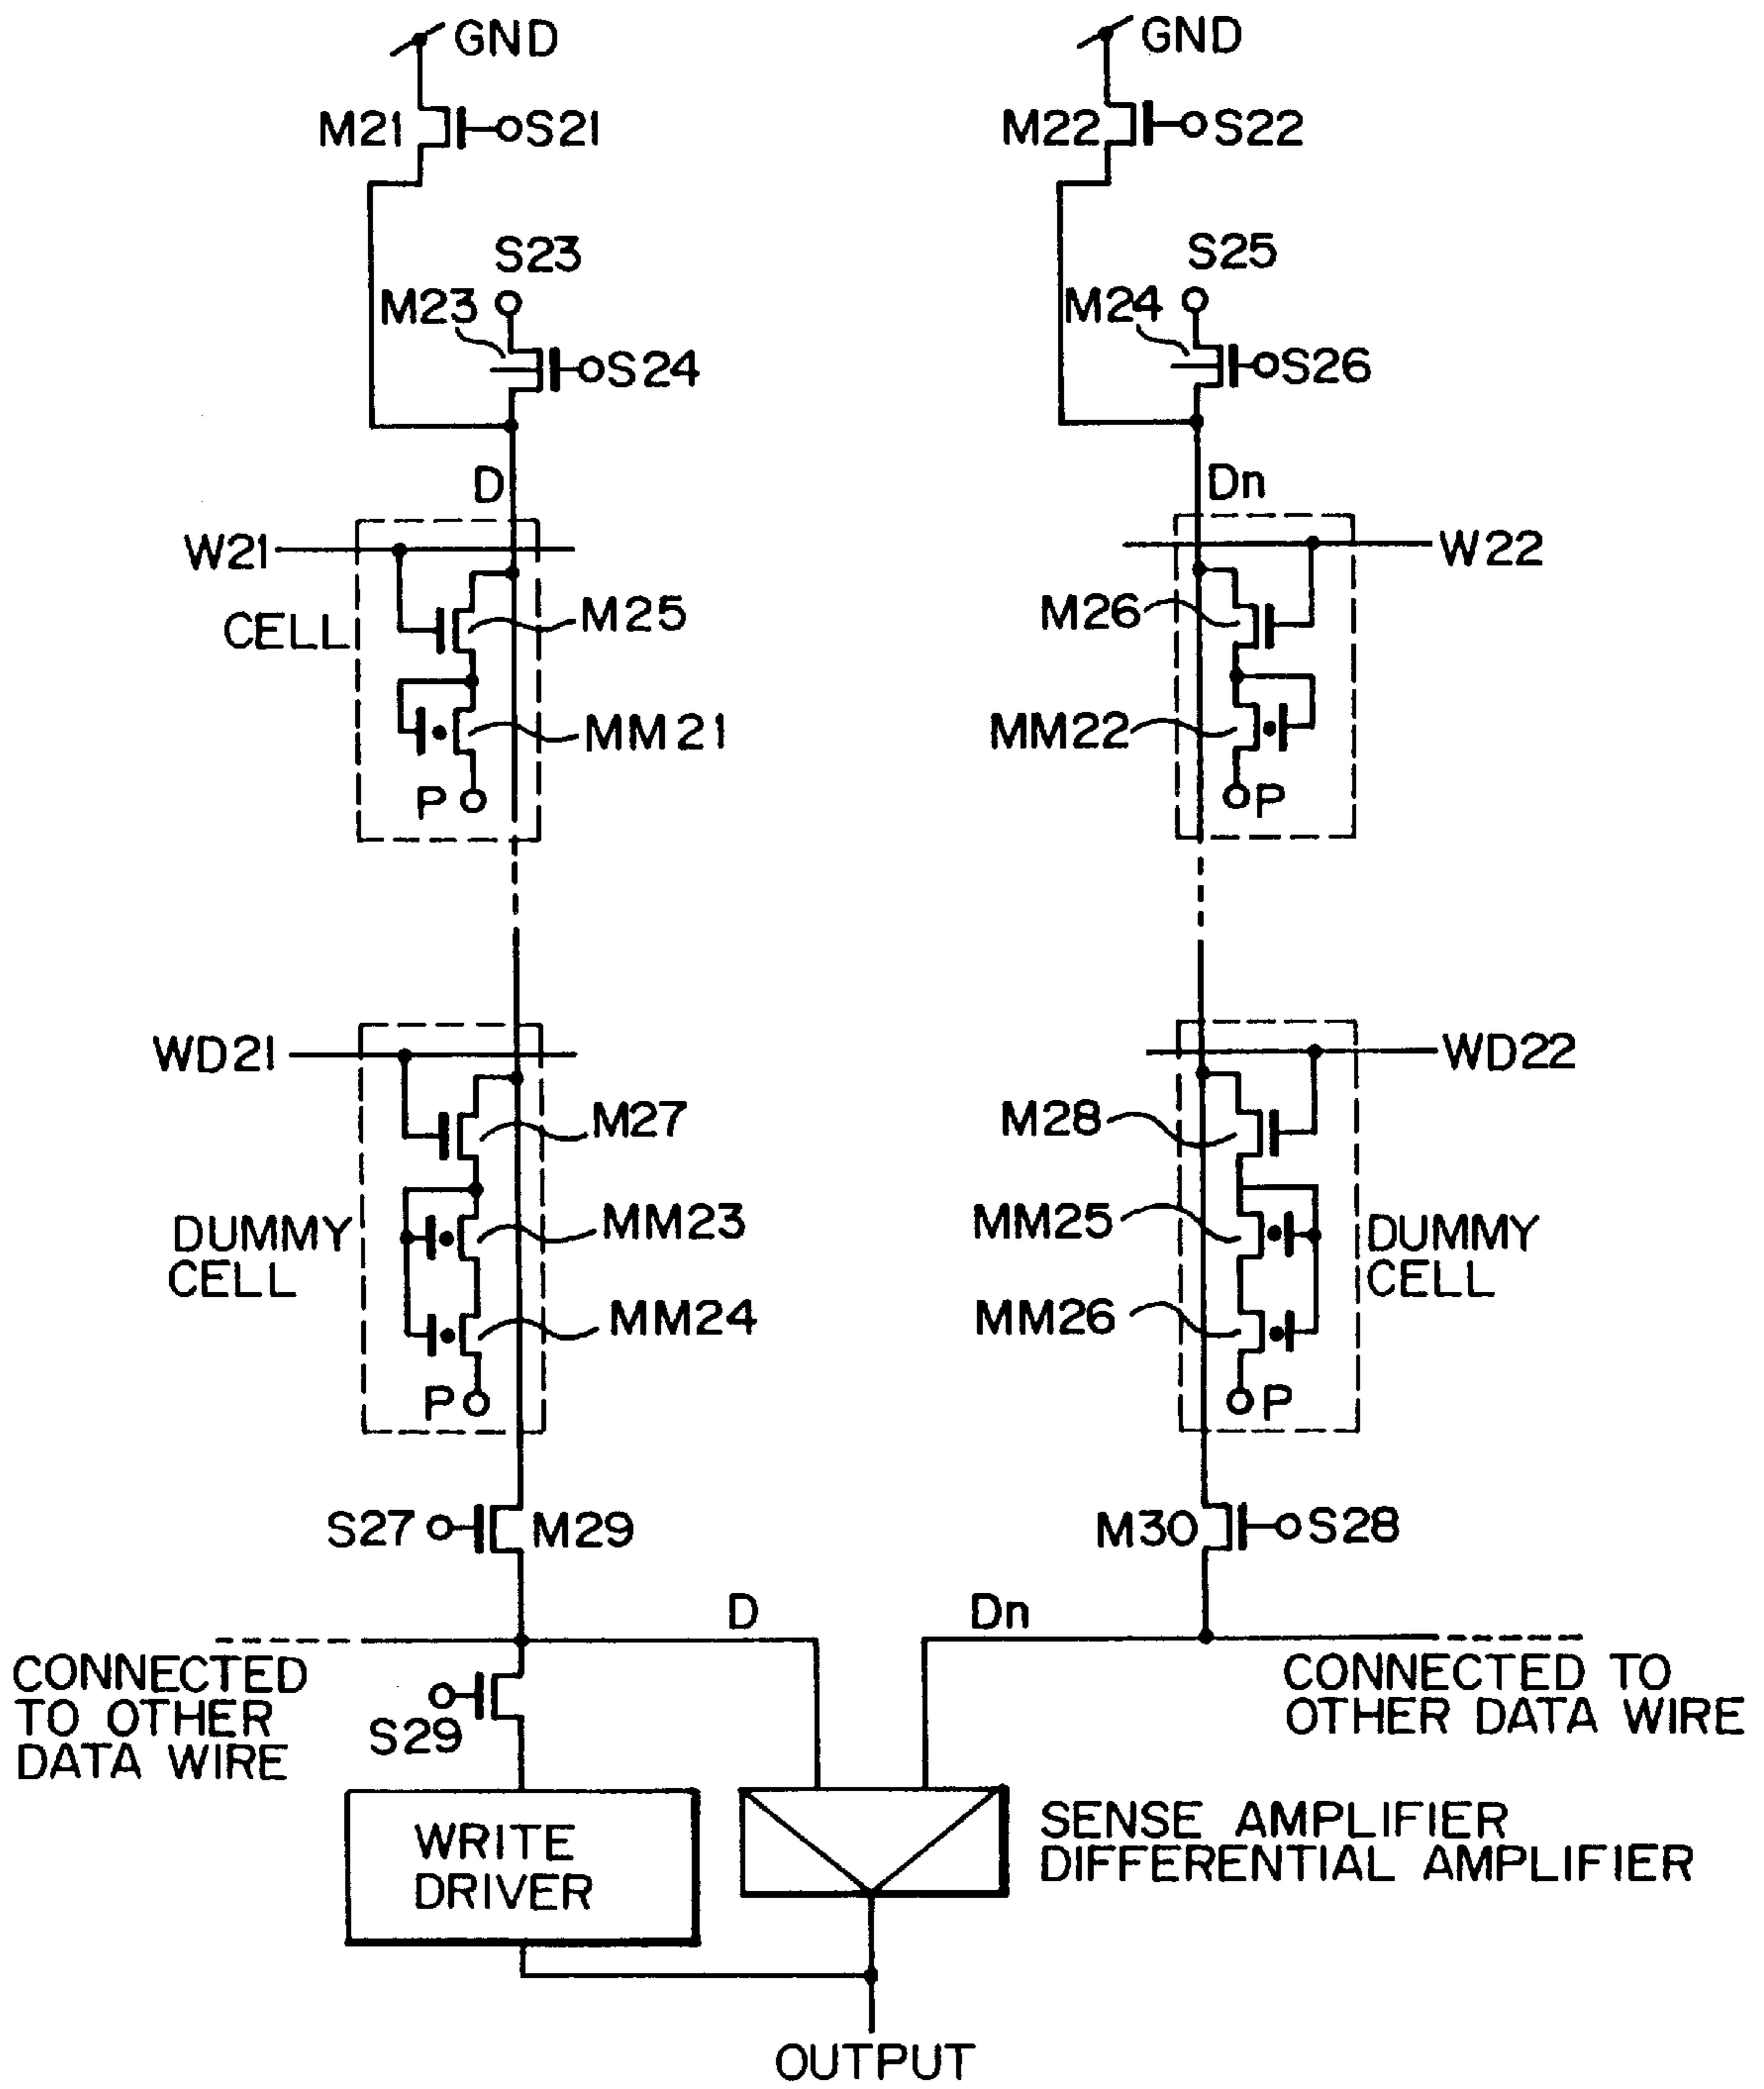 GND
GND
M21
S21
M22
S22
S23
S25
M23
M24
S24
S26
D
Dn
W21
W22
CELL
M25
M26
MM21
MM22
P
P
WD21
WD22
M27
M28
DUMMY
CELL
MM23
MM25
DUMMY
CELL
MM24
MM26
P
P
S27
M29
M30
S28
D
Dn
CONNECTED
TO OTHER
DATA WIRE
CONNECTED TO
OTHER DATA WIRE
S29
WRITE
DRIVER
SENSE AMPLIFIER
DIFFERENTIAL AMPLIFIER
OUTPUT